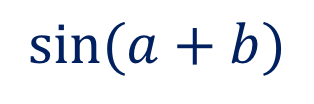 sin(a + b)